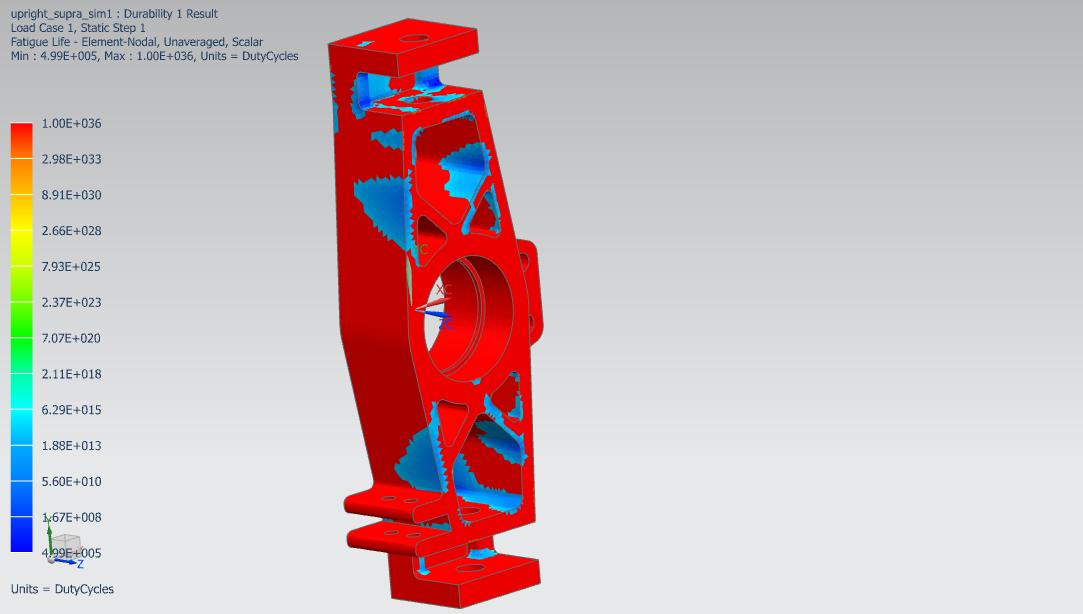 upright_supra_sim1 : Durability 1 Result
Load Case 1, Static Step 1
Fatigue Life - Element-Nodal, Unaveraged, Scalar
Min : 4.99E+005, Max : 1.00E+036, Units = DutyCycles
1.00E+036
2.98E+033
8.91E+030
2.66E+028
7.93E+025
2.37E+023
7.07E+020
2.11E+018
6.29E+015
1.88E+013
5.60E+010
1.67E+008
4.99E+005
Z
Units = DutyCycles
XC